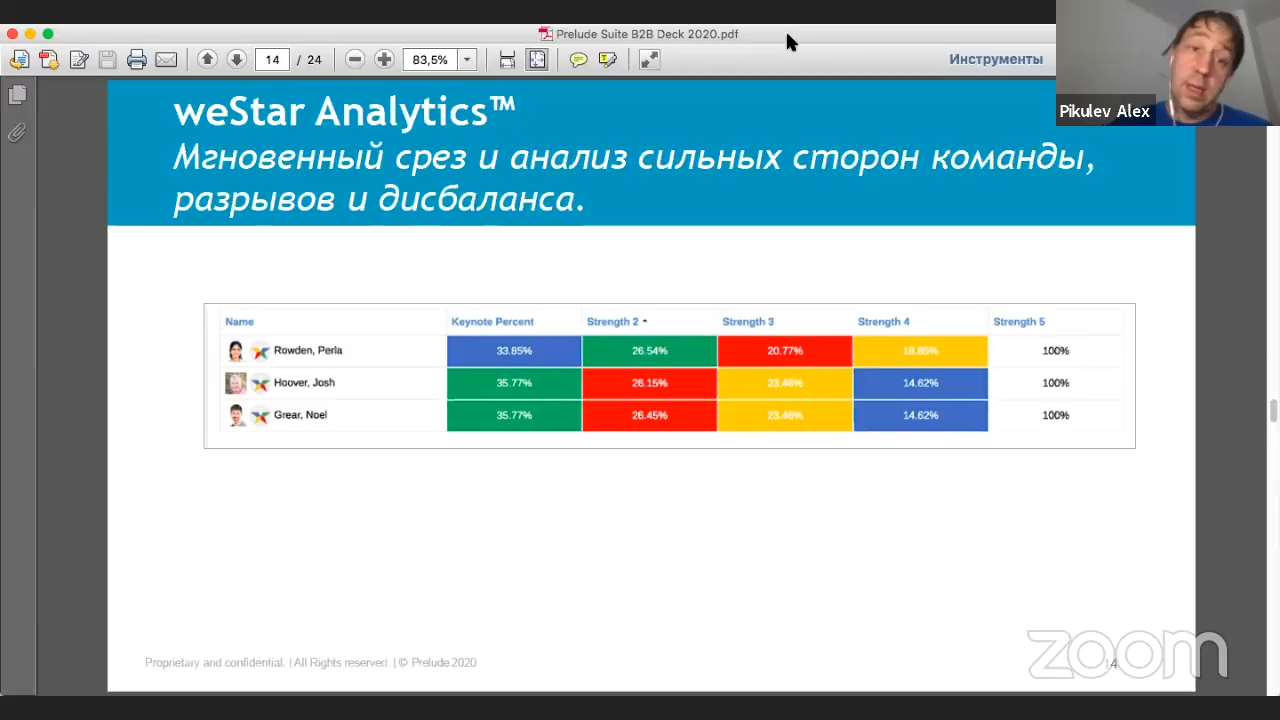 Prelude Suite B2B Deck 2020.pdf
14 / 24
83,5%
Инструменты
Pikulev Alex
weStar Analytics™
Мгновенный срез и анализ сильных сторон команды,
разрывов и дисбаланса.
Name Keynote Percent Strength 2 Strength 3 Strength 4 Strength 5
Rowden, Perla 33.85% 26.54% 20.77% 18.85% 100%
Hoover, Josh 35.77% 26.15% 23.46% 14.62% 100%
Grear, Noel 35.77% 26.45% 23.46% 14.62% 100%
Proprietary and confidential. | All Rights reserved. | © Prelude 2020
14
zoom